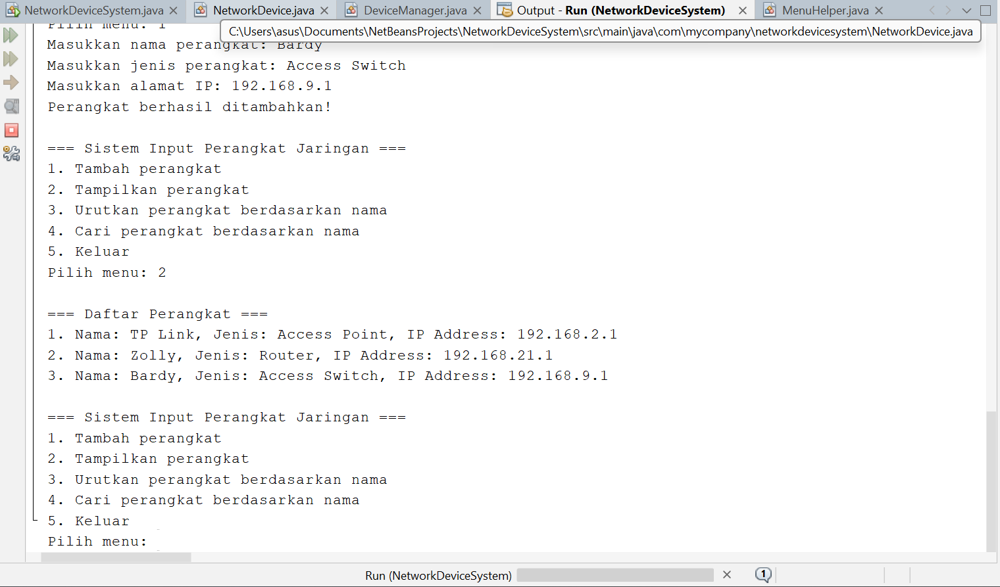 NetworkDeviceSystem.java NetworkDevice.java DeviceManager.java Output - Run (NetworkDeviceSystem) MenuHelper.java
C:\Users\asus\Documents\NetBeansProjects\NetworkDeviceSystem\src\main\java\com\mycompany\networkdevicesystem\NetworkDevice.java
Pilih menu: 1
Masukkan nama perangkat: Bardy
Masukkan jenis perangkat: Access Switch
Masukkan alamat IP: 192.168.9.1
Perangkat berhasil ditambahkan!
=== Sistem Input Perangkat Jaringan ===
1. Tambah perangkat
2. Tampilkan perangkat
3. Urutkan perangkat berdasarkan nama
4. Cari perangkat berdasarkan nama
5. Keluar
Pilih menu: 2
=== Daftar Perangkat ===
1. Nama: TP Link, Jenis: Access Point, IP Address: 192.168.2.1
2. Nama: Zolly, Jenis: Router, IP Address: 192.168.21.1
3. Nama: Bardy, Jenis: Access Switch, IP Address: 192.168.9.1
=== Sistem Input Perangkat Jaringan ===
1. Tambah perangkat
2. Tampilkan perangkat
3. Urutkan perangkat berdasarkan nama
4. Cari perangkat berdasarkan nama
5. Keluar
Pilih menu:
Run (NetworkDeviceSystem) 1